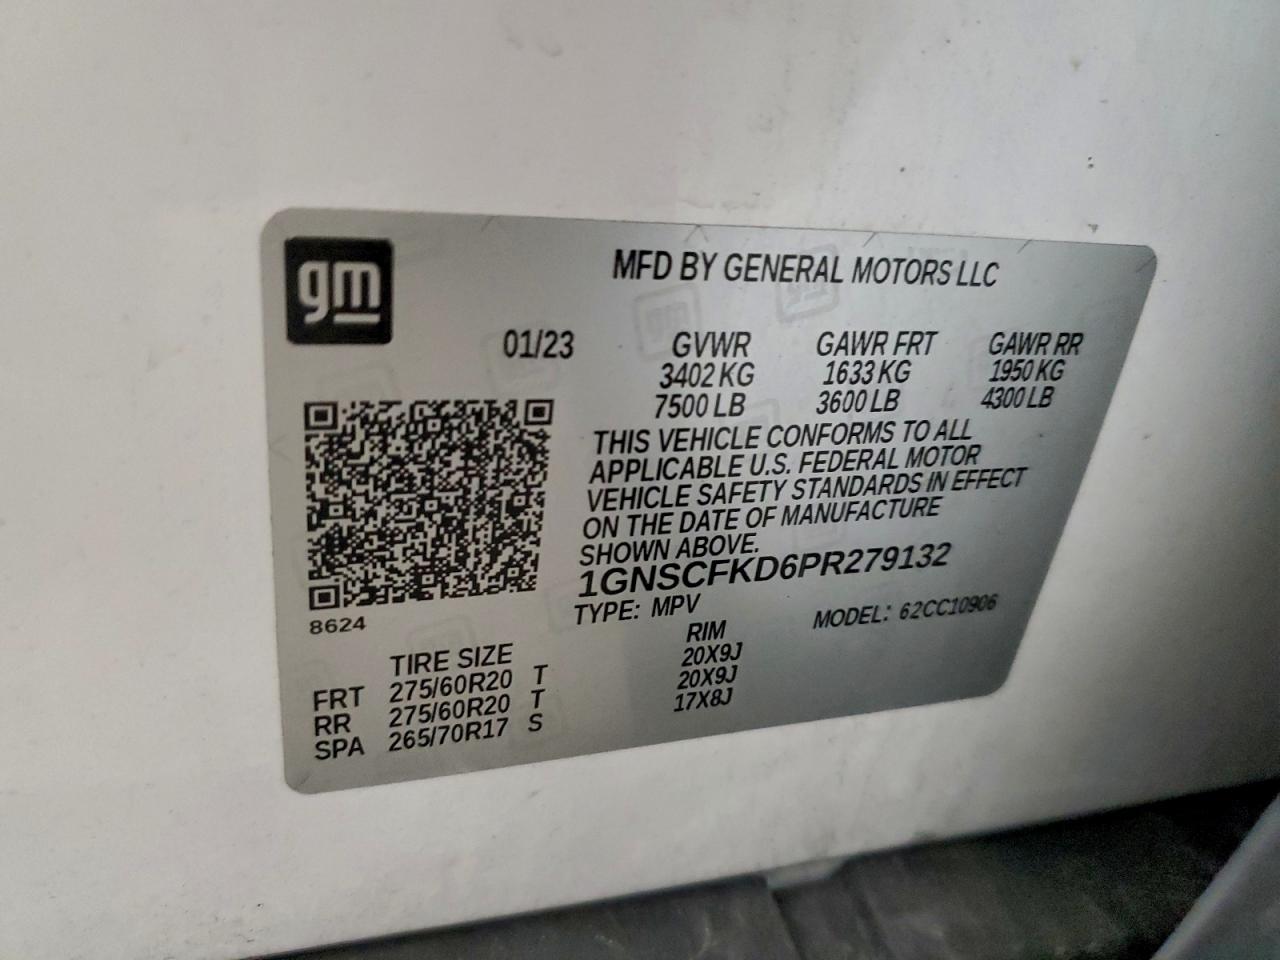 gm
MFD BY GENERAL MOTORS LLC
01/23 GVWR GAWR FRT GAWR RR
3402 KG 1633 KG 1950 KG
7500 LB 3600 LB 4300 LB
THIS VEHICLE CONFORMS TO ALL
APPLICABLE U.S. FEDERAL MOTOR
VEHICLE SAFETY STANDARDS IN EFFECT
ON THE DATE OF MANUFACTURE
SHOWN ABOVE.
1GNSCFKD6PR279132
TYPE: MPV MODEL: 62CC10906
8624
TIRE SIZE RIM
FRT 275/60R20 T 20X9J
RR 275/60R20 T 20X9J
SPA 265/70R17 S 17X8J